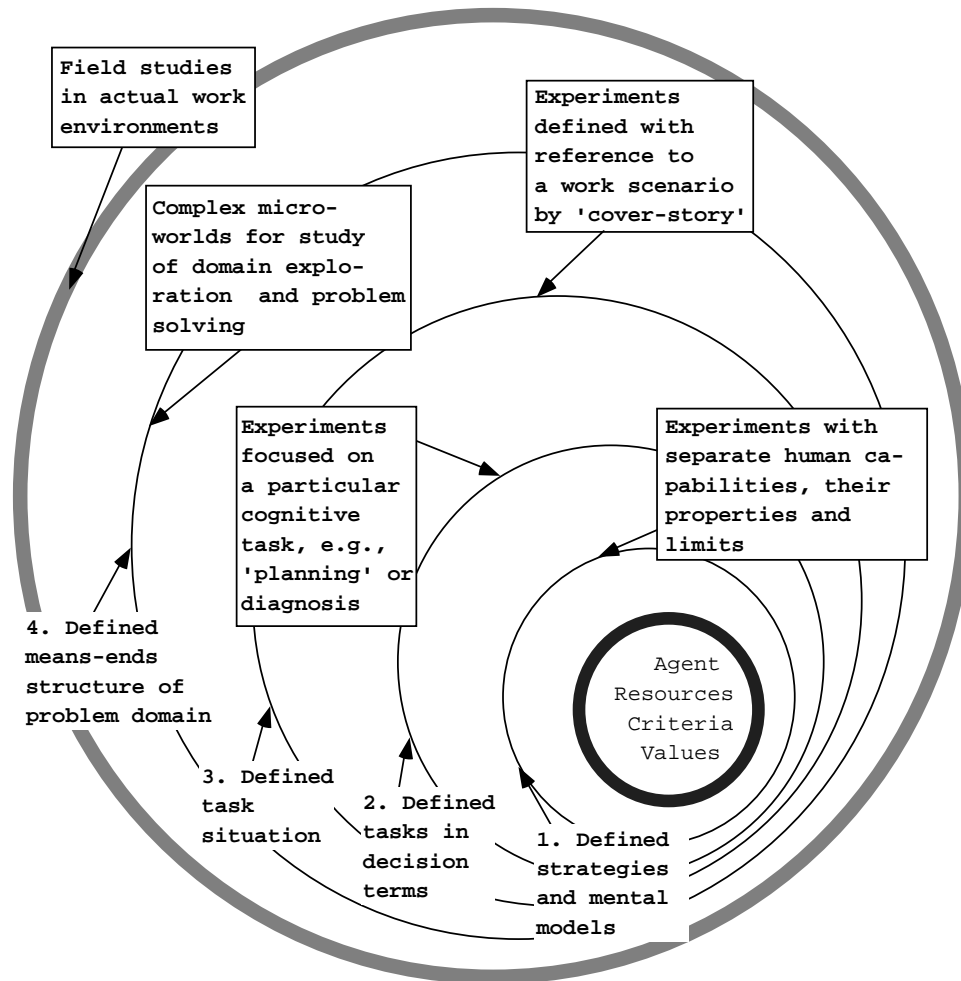 Field studies
in actual work
environments
Experiments
defined with
reference to
a work scenario
by 'cover-story'
Complex micro-
worlds for study
of domain explo-
ration and problem
solving
Experiments
focused on
a particular
cognitive
task, e.g.,
'planning' or
diagnosis
Experiments with
separate human ca-
pabilities, their
properties and
limits
4. Defined
means-ends
structure of
problem domain
Agent
Resources
Criteria
Values
3. Defined
task
situation
2. Defined
tasks in
decision
terms
1. Defined
strategies
and mental
models